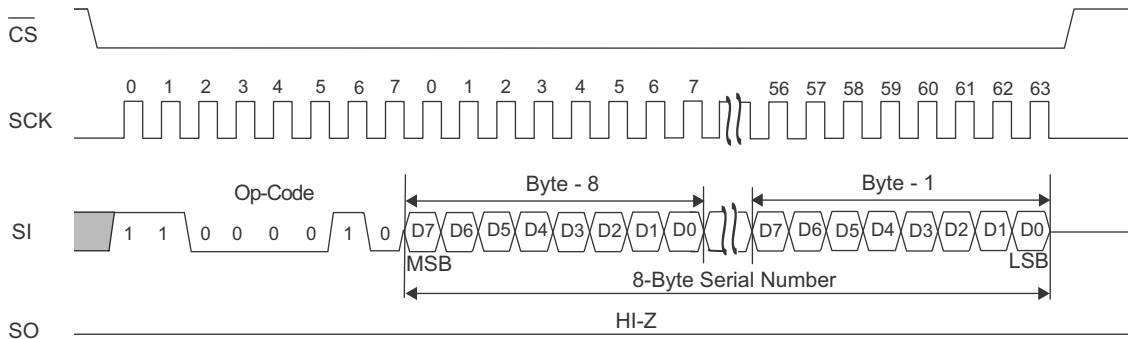 CS
0 1 2 3 4 5 6 7 0 1 2 3 4 5 6 7 56 57 58 59 60 61 62 63
SCK
Op-Code Byte - 8 Byte - 1
SI 1 1 0 0 0 0 1 0 D7 D6 D5 D4 D3 D2 D1 D0 D7 D6 D5 D4 D3 D2 D1 D0
MSB LSB
8-Byte Serial Number
HI-Z
SO